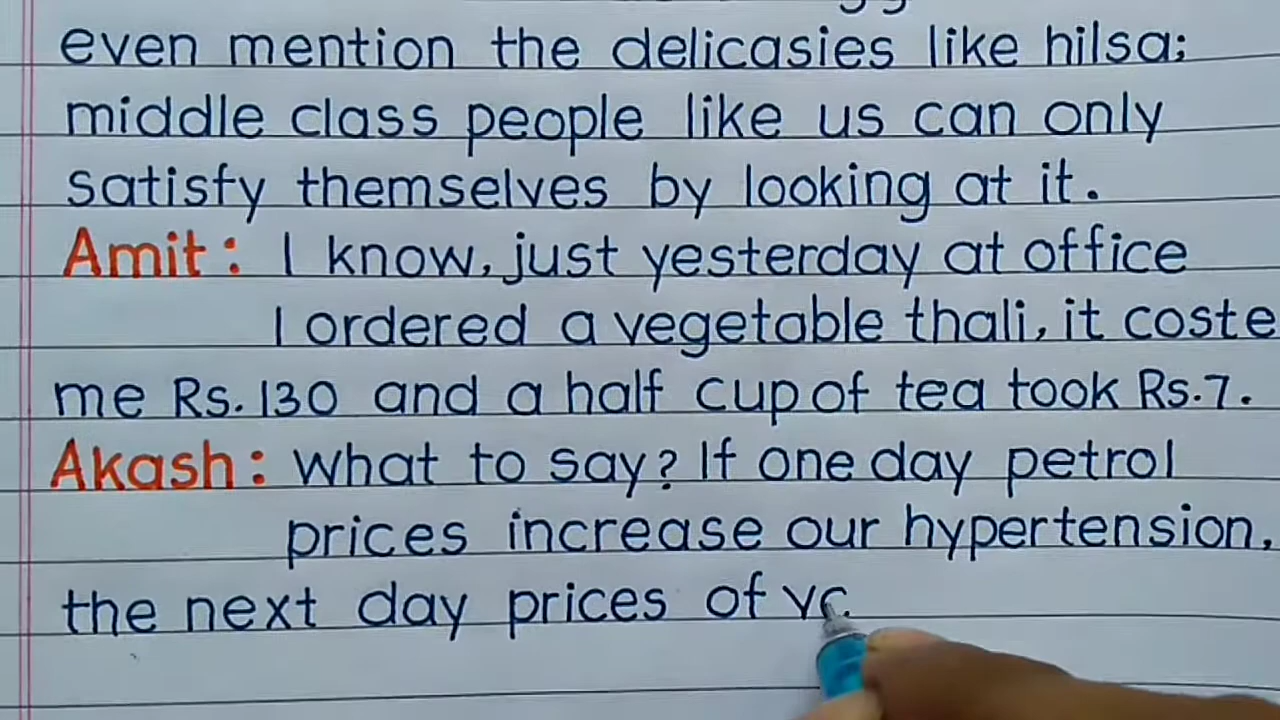 even mention the delicasies like hilsa;
middle class people like us can only
satisfy themselves by looking at it.
Amit: I know, just yesterday at office
I ordered a vegetable thali, it coste
me Rs. 130 and a half cup of tea took Rs. 7.
Akash: What to say? If one day petrol
prices increase our hypertension,
the next day prices of